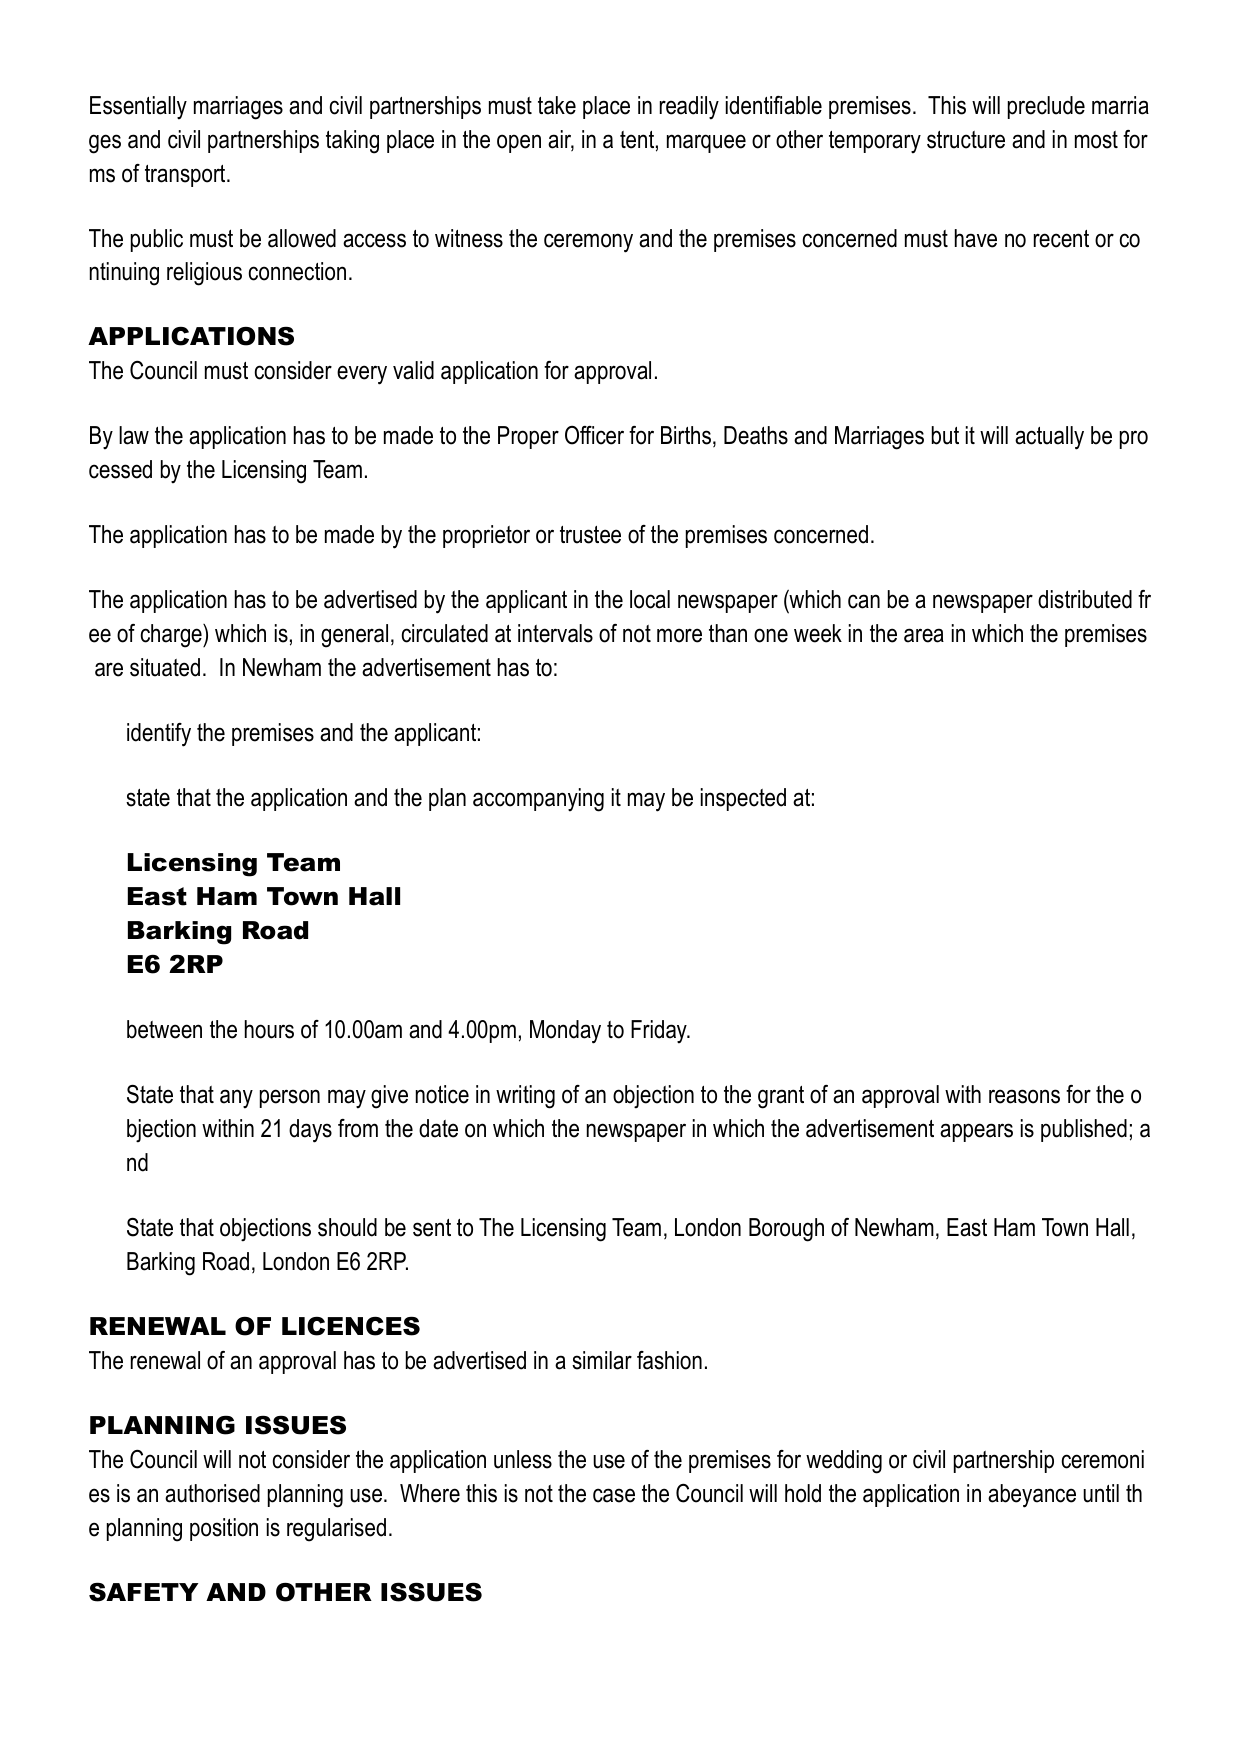 Essentially marriages and civil partnerships must take place in readily identifiable premises.  This will preclude marria
ges and civil partnerships taking place in the open air, in a tent, marquee or other temporary structure and in most for
ms of transport.
The public must be allowed access to witness the ceremony and the premises concerned must have no recent or co
ntinuing religious connection.
APPLICATIONS
The Council must consider every valid application for approval.
By law the application has to be made to the Proper Officer for Births, Deaths and Marriages but it will actually be pro
cessed by the Licensing Team.
The application has to be made by the proprietor or trustee of the premises concerned.
The application has to be advertised by the applicant in the local newspaper (which can be a newspaper distributed fr
ee of charge) which is, in general, circulated at intervals of not more than one week in the area in which the premises
are situated.  In Newham the advertisement has to:
identify the premises and the applicant:
state that the application and the plan accompanying it may be inspected at:
Licensing Team
East Ham Town Hall
Barking Road
E6 2RP
between the hours of 10.00am and 4.00pm, Monday to Friday.
State that any person may give notice in writing of an objection to the grant of an approval with reasons for the o
bjection within 21 days from the date on which the newspaper in which the advertisement appears is published; a
nd
State that objections should be sent to The Licensing Team, London Borough of Newham, East Ham Town Hall,
Barking Road, London E6 2RP.
RENEWAL OF LICENCES
The renewal of an approval has to be advertised in a similar fashion.
PLANNING ISSUES
The Council will not consider the application unless the use of the premises for wedding or civil partnership ceremoni
es is an authorised planning use.  Where this is not the case the Council will hold the application in abeyance until th
e planning position is regularised.
SAFETY AND OTHER ISSUES